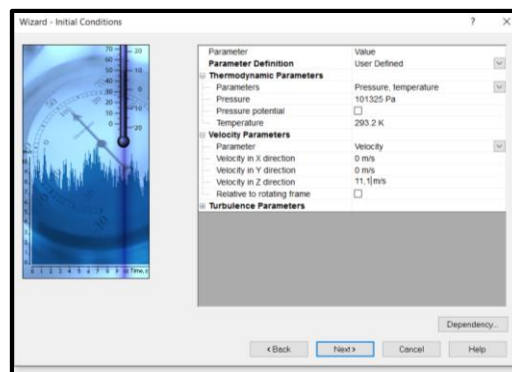 Wizard - Initial Conditions ? ×
Parameter Value
Parameter Definition User Defined
Thermodynamic Parameters
Parameters Pressure, temperature
Pressure 101325 Pa
Pressure potential
Temperature 293.2 K
Velocity Parameters
Parameter Velocity
Velocity in X direction 0 m/s
Velocity in Y direction 0 m/s
Velocity in Z direction 11,1 m/s
Relative to rotating frame
Turbulence Parameters
Dependency...
< Back Next > Cancel Help